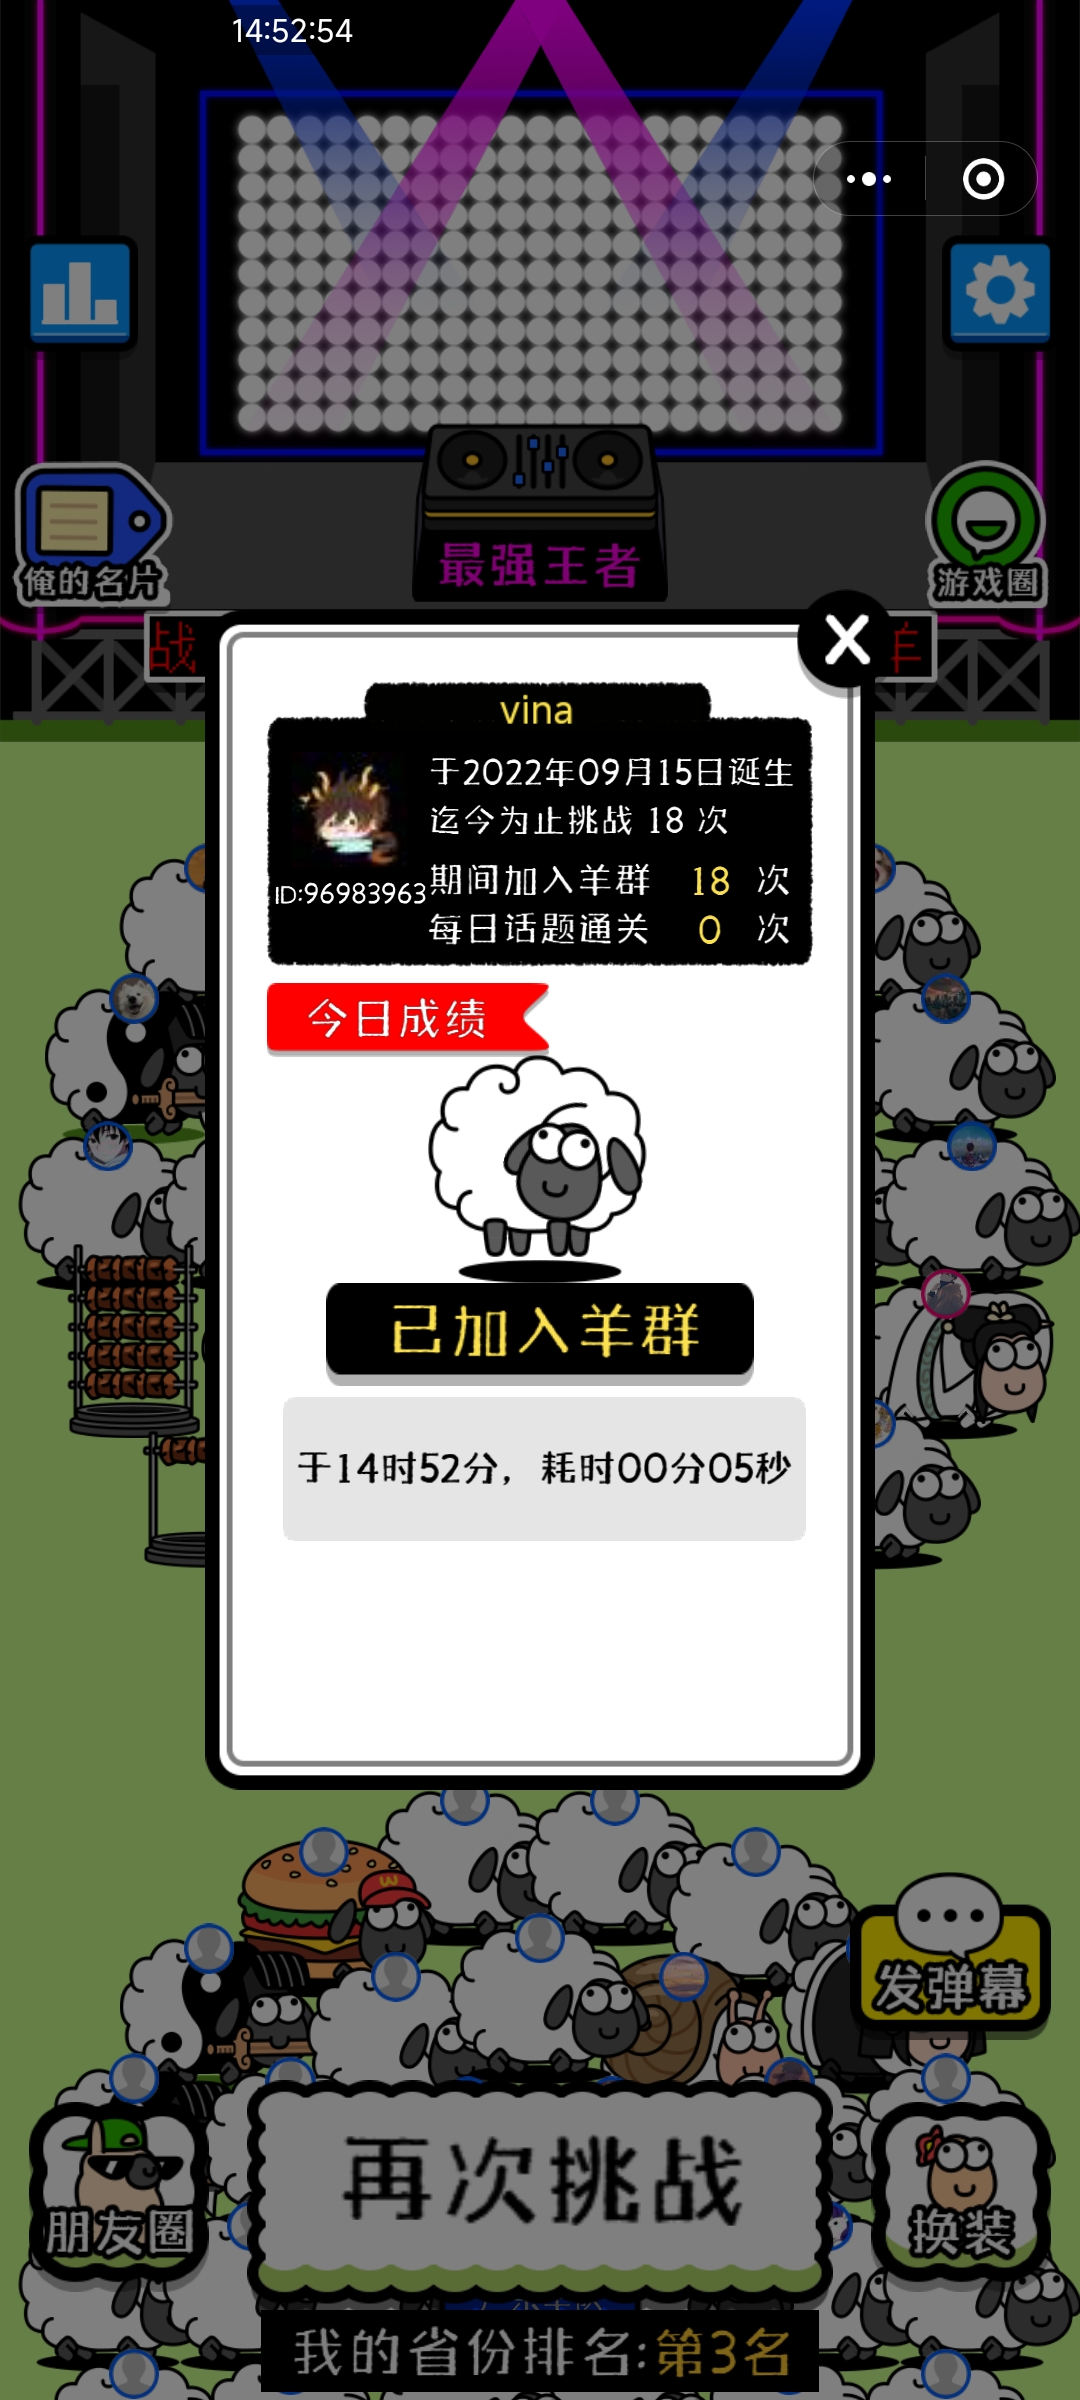 14:52:54
最强王者
俺的名片
游戏圈
战
X
vina
于2022年09月15日诞生
迄今为止挑战 18 次
期间加入羊群 18 次
ID:96983963
每日话题通关 0 次
今日成绩
已加入羊群
于14时52分，耗时00分05秒
发弹幕
再次挑战
朋友圈
换装
我的省份排名:第3名